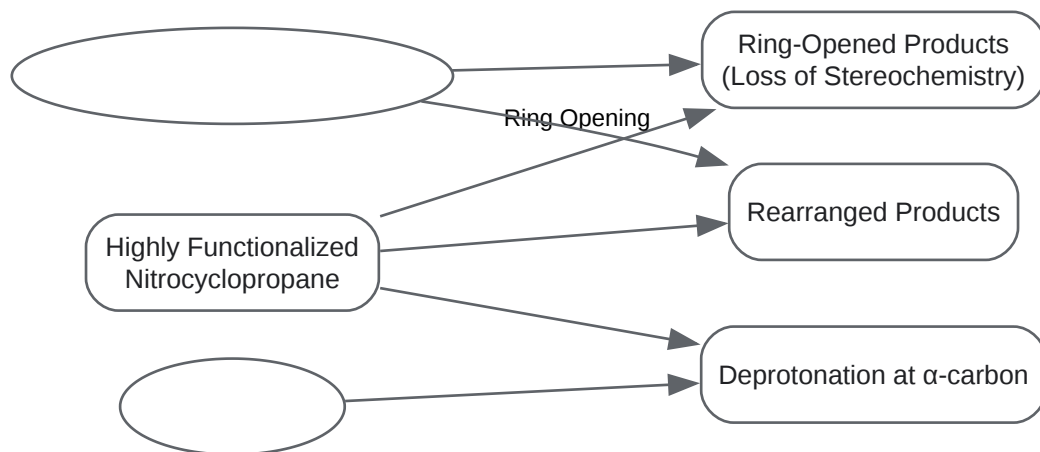 Ring-Opened Products
(Loss of Stereochemistry)
Ring Opening
Rearranged Products
Highly Functionalized
Nitrocyclopropane
Deprotonation at α-carbon